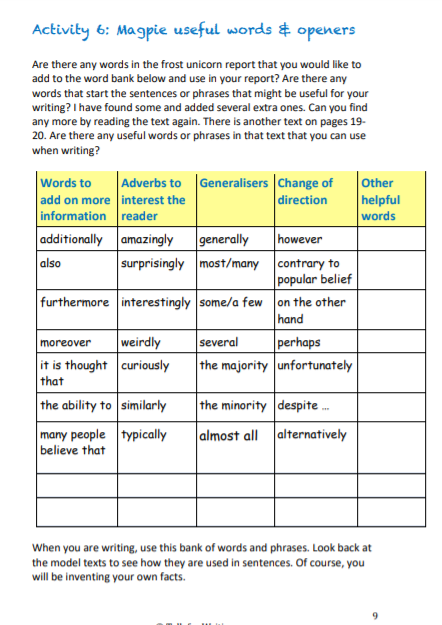 Activity 6: Magpie useful words & openers
Are there any words in the frost unicorn report that you would like to
add to the word bank below and use in your report? Are there any
words that start the sentences or phrases that might be useful for your
writing? I have found some and added several extra ones. Can you find
any more by reading the text again. There is another text on pages 19-
20. Are there any useful words or phrases in that text that you can use
when writing?
Words to add on more information | Adverbs to interest the reader | Generalisers | Change of direction | Other helpful words
additionally | amazingly | generally | however
also | surprisingly | most/many | contrary to popular belief
furthermore | interestingly | some/a few | on the other hand
moreover | weirdly | several | perhaps
it is thought that | curiously | the majority | unfortunately
the ability to | similarly | the minority | despite ...
many people believe that | typically | almost all | alternatively
When you are writing, use this bank of words and phrases. Look back at
the model texts to see how they are used in sentences. Of course, you
will be inventing your own facts.
9